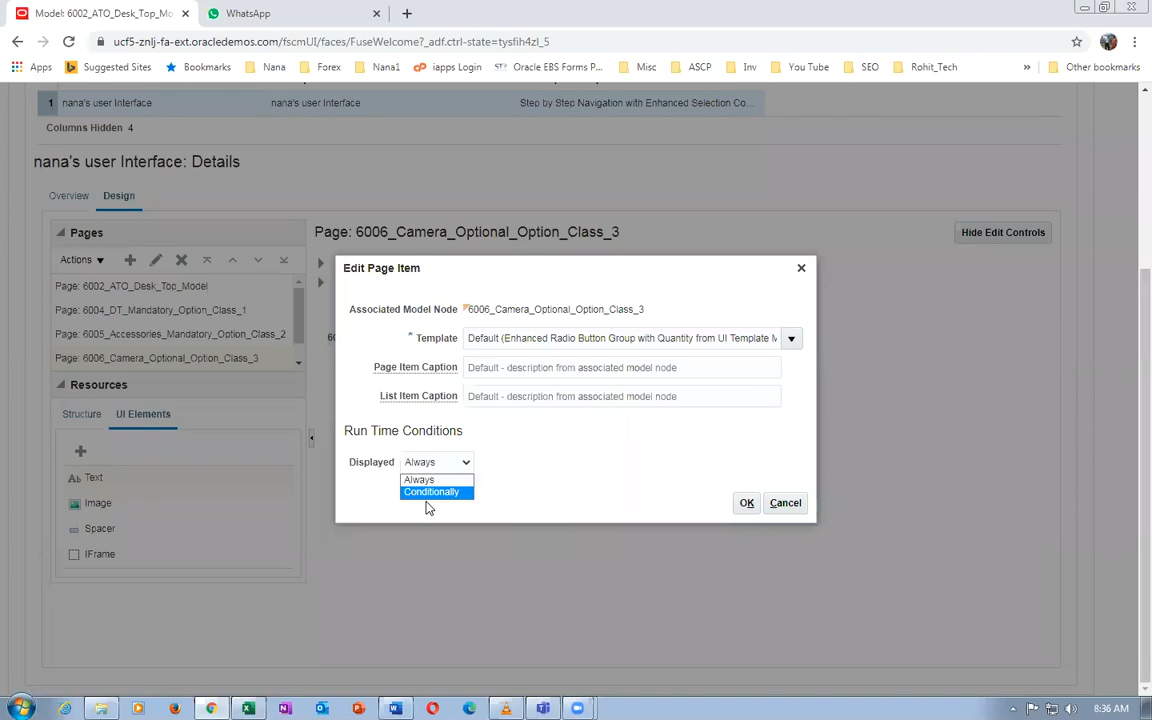 Model: 6002_ATO_Desk_Top_Mo
WhatsApp
ucf5-znlj-fa-ext.oracledemos.com/fscmUI/faces/FuseWelcome?_adf.ctrl-state=tysfih4zl_5
Apps Suggested Sites Bookmarks Nana Forex Nana1 iapps Login Oracle EBS Forms P... Misc ASCP Inv You Tube SEO Rohit_Tech » Other bookmarks
1 nana's user Interface nana's user Interface Step by Step Navigation with Enhanced Selection Co...
Columns Hidden 4
nana's user Interface: Details
Overview Design
Pages
Page: 6006_Camera_Optional_Option_Class_3
Hide Edit Controls
Actions
Page: 6002_ATO_Desk_Top_Model
Page: 6004_DT_Mandatory_Option_Class_1
Page: 6005_Accessories_Mandatory_Option_Class_2
Page: 6006_Camera_Optional_Option_Class_3
Resources
Structure UI Elements
Text
Image
Spacer
IFrame
Edit Page Item
Associated Model Node 6006_Camera_Optional_Option_Class_3
* Template Default (Enhanced Radio Button Group with Quantity from UI Template M
Page Item Caption Default - description from associated model node
List Item Caption Default - description from associated model node
Run Time Conditions
Displayed Always
Always
Conditionally
OK Cancel
8:36 AM